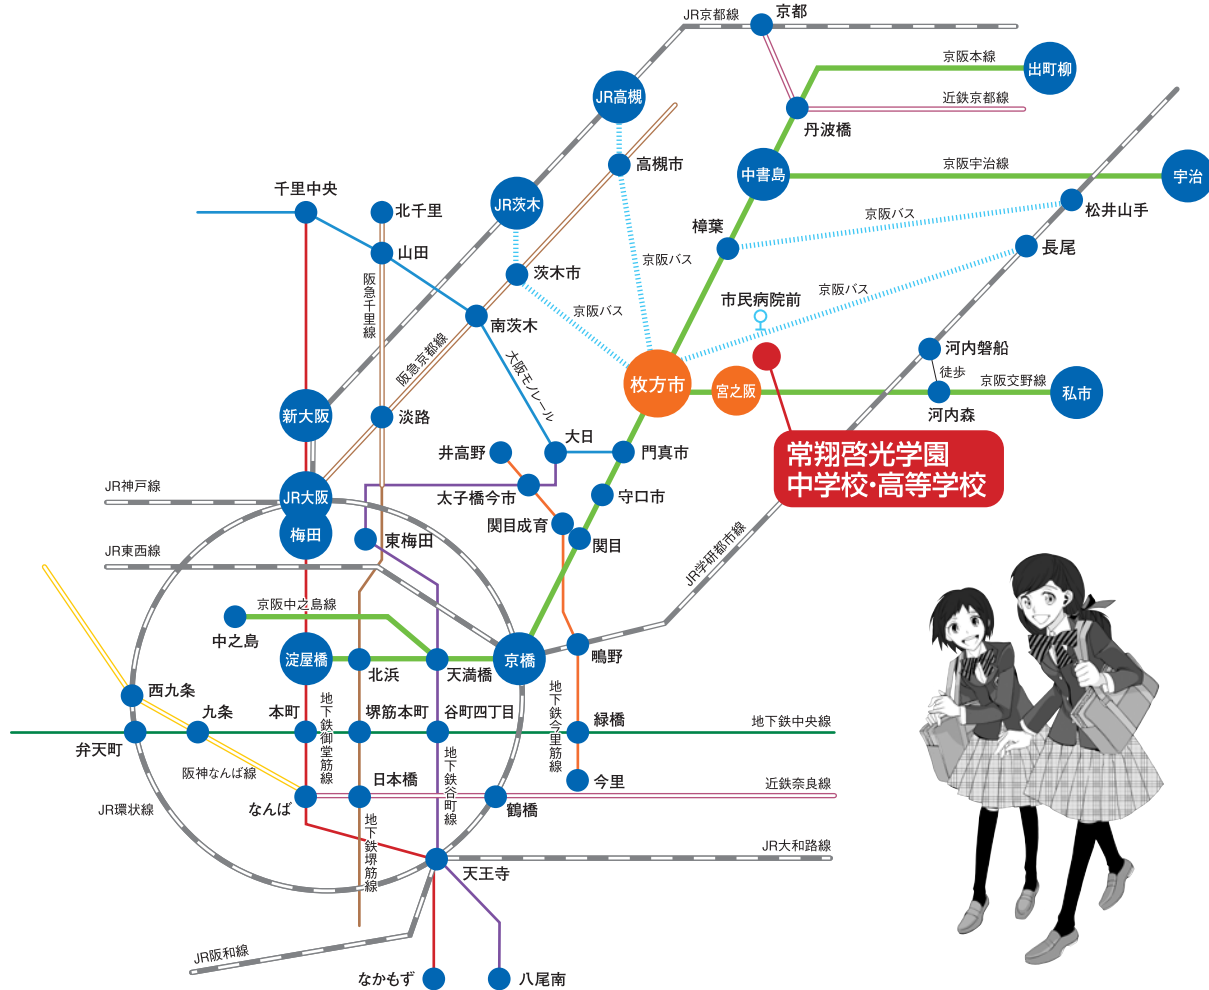 JR京都線
京都
京阪本線
出町柳
JR高槻
近鉄京都線
丹波橋
高槻市
中書島
京阪宇治線
宇治
千里中央
北千里
JR茨木
樟葉
京阪バス
松井山手
山田
茨木市
京阪バス
長尾
阪急千里線
京阪バス
市民病院前
京阪バス
南茨木
阪急京都線
大阪モノレール
河内磐船
徒歩
枚方市
宮之阪
京阪交野線
私市
河内森
新大阪
淡路
大日
井高野
門真市
常翔啓光学園
中学校・高等学校
JR神戸線
JR大阪
太子橋今市
守口市
梅田
東梅田
関目成育
関目
JR東西線
JR学研都市線
京阪中之島線
中之島
淀屋橋
北浜
天満橋
京橋
鴫野
西九条
九条
本町
地下鉄御堂筋線
堺筋本町
谷町四丁目
地下鉄今里筋線
緑橋
地下鉄中央線
弁天町
阪神なんば線
日本橋
地下鉄谷町線
今里
近鉄奈良線
なんば
鶴橋
JR環状線
地下鉄堺筋線
JR大和路線
天王寺
JR阪和線
なかもず
八尾南